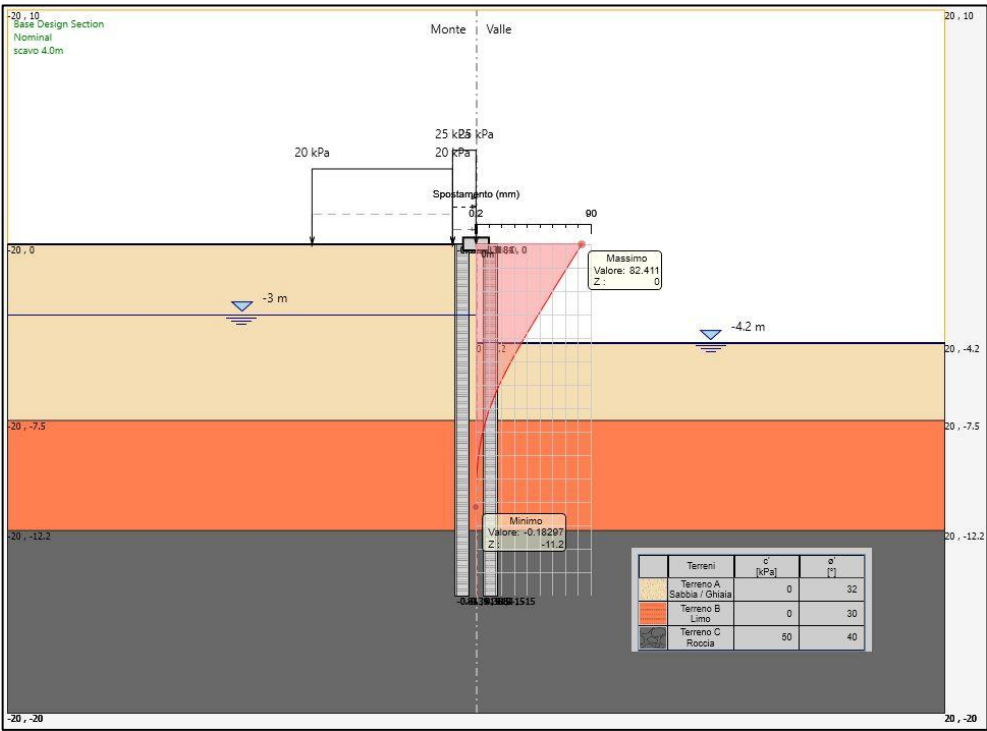 -20 , 10
20 , 10
Base Design Section
Nominal
scavo 4.0m
Monte
Valle
20 kPa
20 kPa
Spostamento (mm)
0.2
90
-20 , 0
0m
Massimo
Valore: 82.411
Z :
0
-3 m
-4.2 m
20 , -4.2
-20 , -7.5
20 , -7.5
Minimo
Valore: -0.18297
Z :
-11.2
-20 , -12.2
20 , -12.2
Terreni
c'
ø'
[kPa]
[°]
Terreno A
Sabbia / Ghiaia
0
32
Terreno B
Limo
0
30
Terreno C
Roccia
50
40
-20 , -20
20 , -20